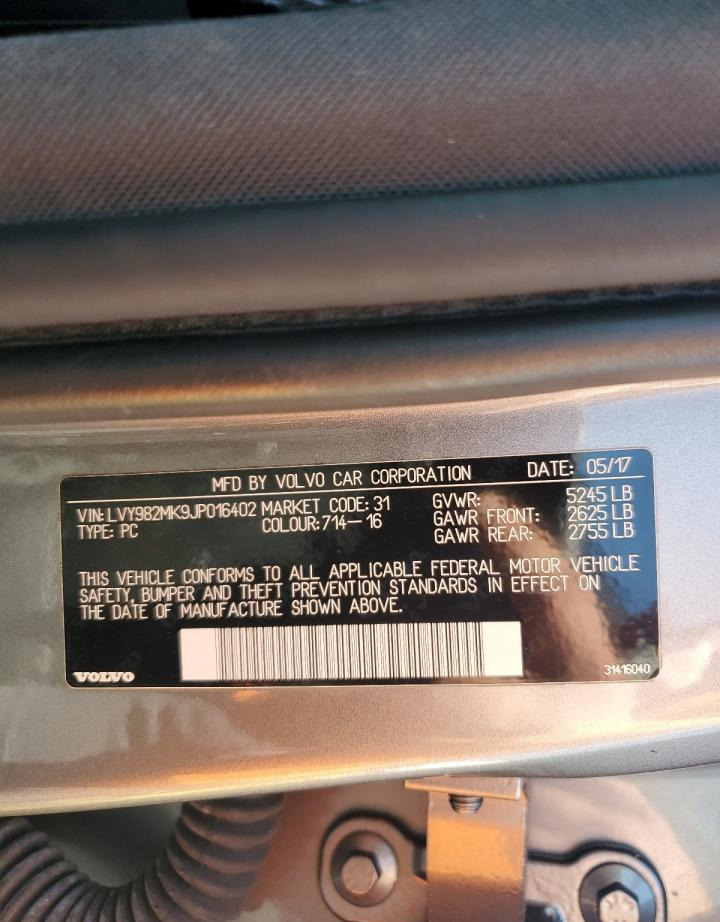 MFD BY VOLVO CAR CORPORATION DATE: 05/17
VIN: LVY982MK9JP016402 MARKET CODE: 31 GVWR: 5245 LB
TYPE: PC COLOUR: 714-16 GAWR FRONT: 2625 LB
GAWR REAR: 2755 LB
THIS VEHICLE CONFORMS TO ALL APPLICABLE FEDERAL MOTOR VEHICLE
SAFETY, BUMPER AND THEFT PREVENTION STANDARDS IN EFFECT ON
THE DATE OF MANUFACTURE SHOWN ABOVE.
VOLVO 31416040